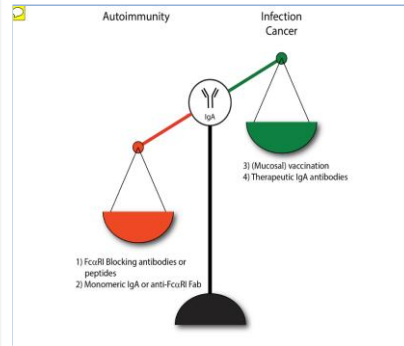 Autoimmunity
Infection
Cancer
IgA
3) (Mucosal) vaccination
4) Therapeutic IgA antibodies
1) FcαRI Blocking antibodies or
peptides
2) Monomeric IgA or anti-FcαRI Fab